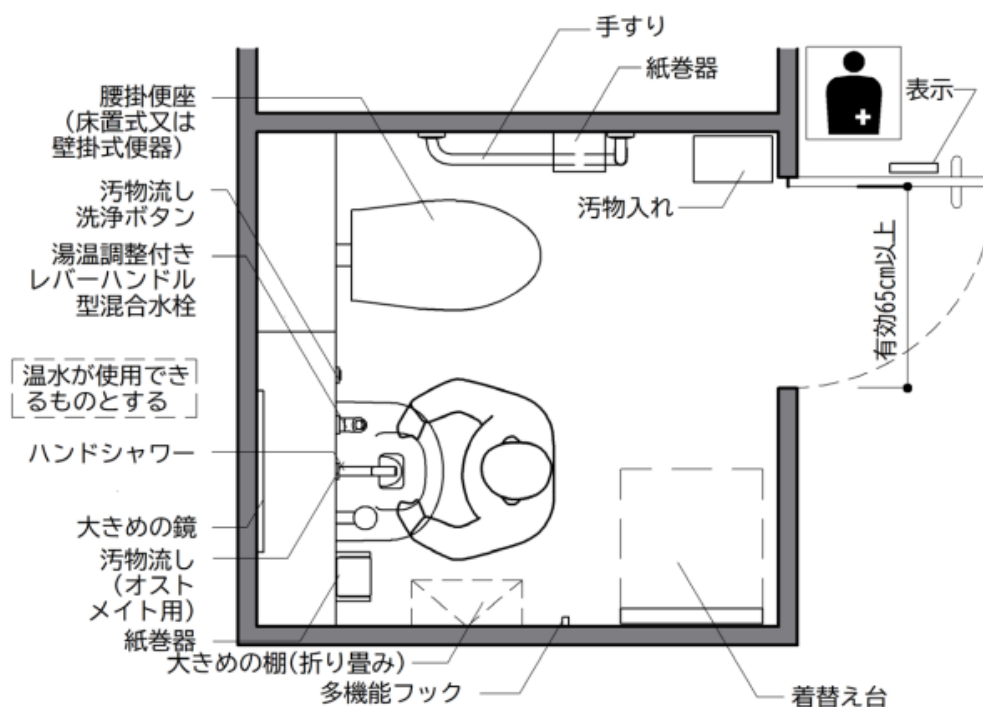 手すり
紙巻器
表示
腰掛便座
(床置式又は
壁掛式便器)
汚物入れ
汚物流し
洗浄ボタン
湯温調整付き
レバーハンドル
型混合水栓
有効65㎝以上
温水が使用でき
るものとする
ハンドシャワー
大きめの鏡
汚物流し
(オスト
メイト用)
紙巻器
大きめの棚(折り畳み)
多機能フック
着替え台